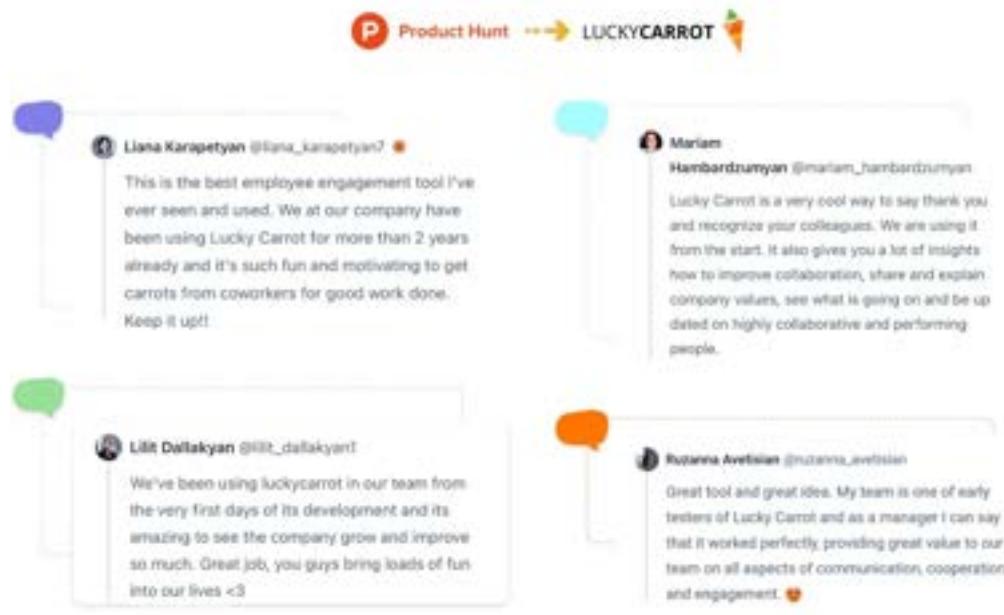 P Product Hunt LUCKYCARROT
Liana Karapetyan @liana_karapetyan7
This is the best employee engagement tool I've
ever seen and used. We at our company have
been using Lucky Carrot for more than 2 years
already and it's such fun and motivating to get
carrots from coworkers for good work done.
Keep it up!!
Mariam
Hambardzumyan @mariam_hambardzumyan
Lucky Carrot is a very cool way to say thank you
and recognize your colleagues. We are using it
from the start. It also gives you a lot of insights
how to improve collaboration, share and explain
company values, see what is going on and be up
dated on highly collaborative and performing
people.
Lilit Dallakyan @lilit_dallakyan1
We've been using luckycarrot in our team from
the very first days of its development and its
amazing to see the company grow and improve
so much. Great job, you guys bring loads of fun
into our lives <3
Ruzanna Avetisian @ruzanna_avetisian
Great tool and great idea. My team is one of early
testers of Lucky Carrot and as a manager I can say
that it worked perfectly, providing great value to our
team on all aspects of communication, cooperation
and engagement. 😍